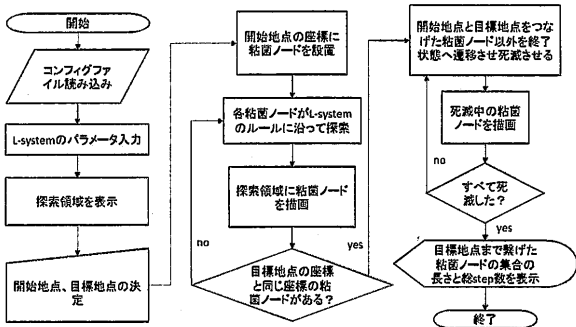 開始
コンフィグファ
イル読み込み
L-systemのパラメータ入力
探索領域を表示
開始地点、目標地点の決
定
開始地点の座標に
粘菌ノードを設置
各粘菌ノードがL-system
のルールに沿って探索
探索領域に粘菌ノード
を描画
no
yes
目標地点の座標
と同じ座標の粘
菌ノードがある？
開始地点と目標地点をつな
げた粘菌ノード以外を終了
状態へ遷移させ死滅させる
死滅中の粘菌
ノードを描画
no
すべて死
滅した？
yes
目標地点まで繋げた
粘菌ノードの集合の
長さと総step数を表示
終了